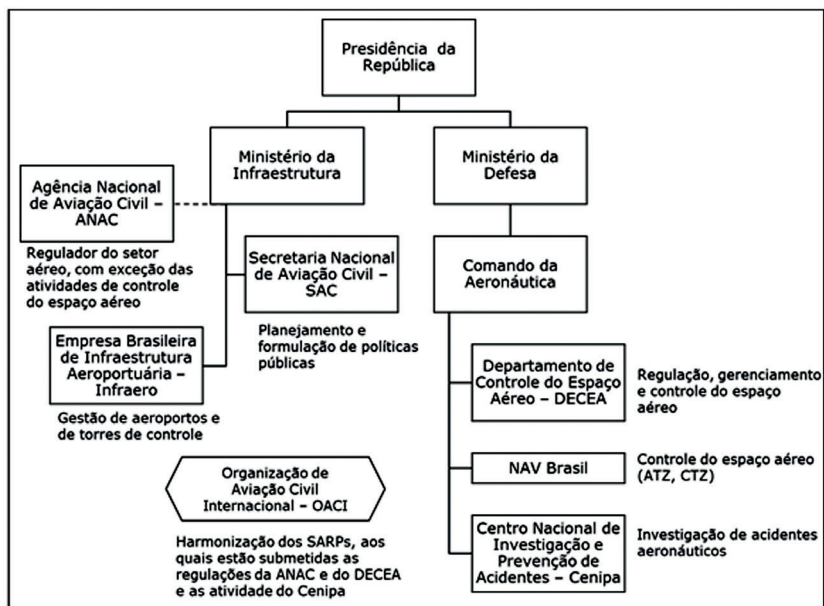 Presidência da
República
Ministério da
Infraestrutura
Ministério da
Defesa
Agência Nacional
de Aviação Civil –
ANAC
Regulador do setor
aéreo, com exceção das
atividades de controle
do espaço aéreo
Secretaria Nacional
de Aviação Civil –
SAC
Planejamento e
formulação de políticas
públicas
Comando da
Aeronáutica
Empresa Brasileira
de Infraestrutura
Aeroportuária –
Infraero
Gestão de aeroportos e
de torres de controle
Departamento de
Controle do Espaço
Aéreo – DECEA
Regulação, gerenciamento
e controle do espaço
aéreo
NAV Brasil
Controle do espaço aéreo
(ATZ, CTZ)
Organização de
Aviação Civil
Internacional – OACI
Harmonização dos SARPs, aos
quais estão submetidas as
regulações da ANAC e do DECEA
e as atividade do Cenipa
Centro Nacional de
Investigação e
Prevenção de
Acidentes – Cenipa
Investigação de acidentes
aeronáuticos